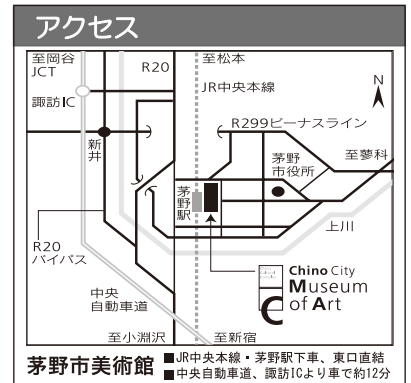 アクセス
至岡谷
JCT
R20
至松本
JR中央本線
N
諏訪IC
R299ビーナスライン
新井
茅野
市役所
至蓼科
茅野駅
上川
R20
バイパス
中央
自動車道
Chino City
Museum
of Art
C
至小淵沢
至新宿
茅野市美術館
■JR中央本線・茅野駅下車、東口直結
■中央自動車道、諏訪ICより車で約12分